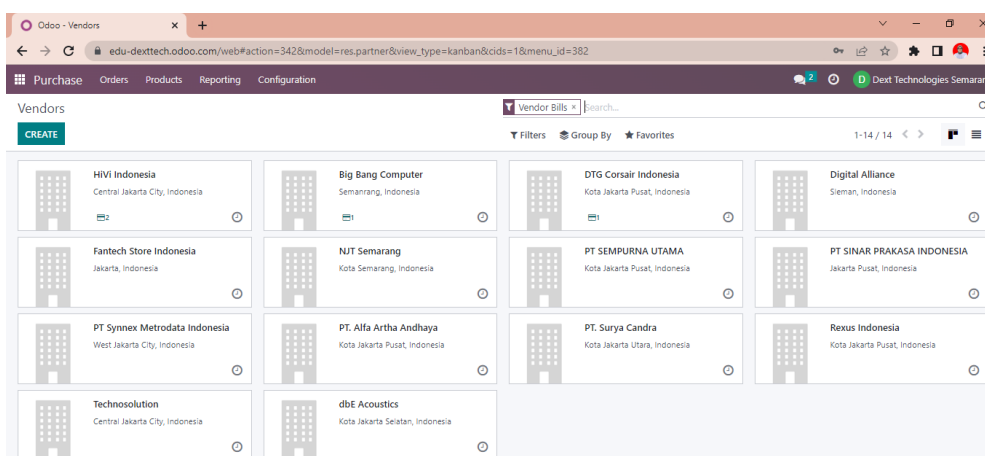 Odoo - Vendors
edu-dexttech.odoo.com/web#action=342&model=res.partner&view_type=kanban&cids=1&menu_id=382
Purchase Orders Products Reporting Configuration 2 D Dext Technologies Semaran
Vendors Vendor Bills × Search...
CREATE Filters Group By Favorites 1-14 / 14
HiVi Indonesia
Central Jakarta City, Indonesia
2
Big Bang Computer
Semanrang, Indonesia
1
DTG Corsair Indonesia
Kota Jakarta Pusat, Indonesia
1
Digital Alliance
Sleman, Indonesia
Fantech Store Indonesia
Jakarta, Indonesia
NJT Semarang
Kota Semarang, Indonesia
PT SEMPURNA UTAMA
Kota Jakarta Pusat, Indonesia
PT SINAR PRAKASA INDONESIA
Jakarta Pusat, Indonesia
PT Synnex Metrodata Indonesia
West Jakarta City, Indonesia
PT. Alfa Artha Andhaya
Kota Jakarta Pusat, Indonesia
PT. Surya Candra
Kota Jakarta Utara, Indonesia
Rexus Indonesia
Kota Jakarta Pusat, Indonesia
Technosolution
Central Jakarta City, Indonesia
dbE Acoustics
Kota Jakarta Selatan, Indonesia